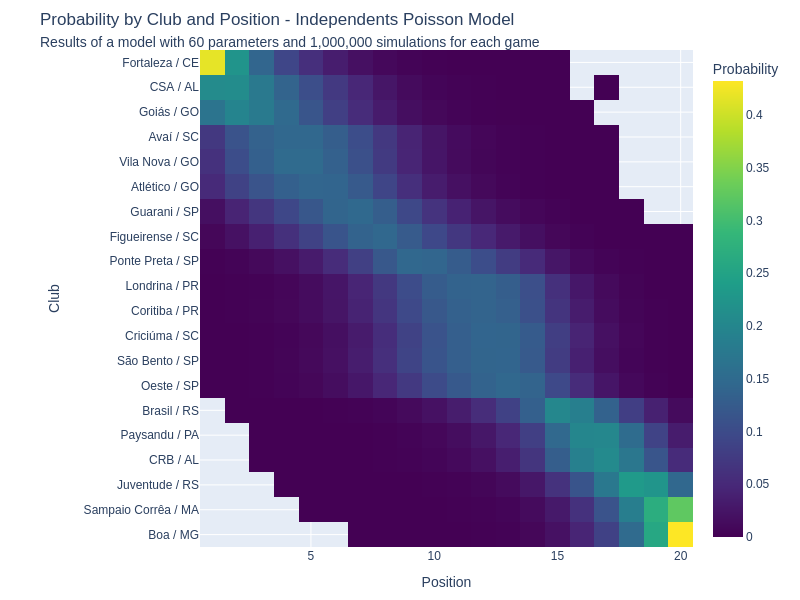 Probability by Club and Position - Independents Poisson Model
Results of a model with 60 parameters and 1,000,000 simulations for each game
Probability
Fortaleza / CE
CSA / AL
Goiás / GO
Avaí / SC
Vila Nova / GO
Atlético / GO
Guarani / SP
Figueirense / SC
Ponte Preta / SP
Londrina / PR
Coritiba / PR
Criciúma / SC
São Bento / SP
Oeste / SP
Brasil / RS
Paysandu / PA
CRB / AL
Juventude / RS
Sampaio Corrêa / MA
Boa / MG
Club
0.4
0.35
0.3
0.25
0.2
0.15
0.1
0.05
0
5
10
15
20
Position